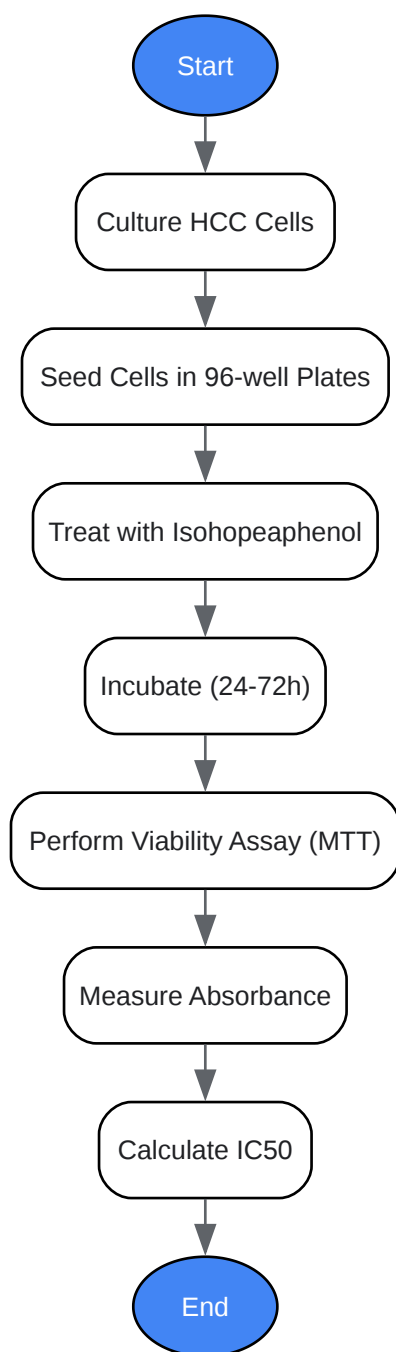 Start
Culture HCC Cells
Seed Cells in 96-well Plates
Treat with Isohopeaphenol
Incubate (24-72h)
Perform Viability Assay (MTT)
Measure Absorbance
Calculate IC50
End